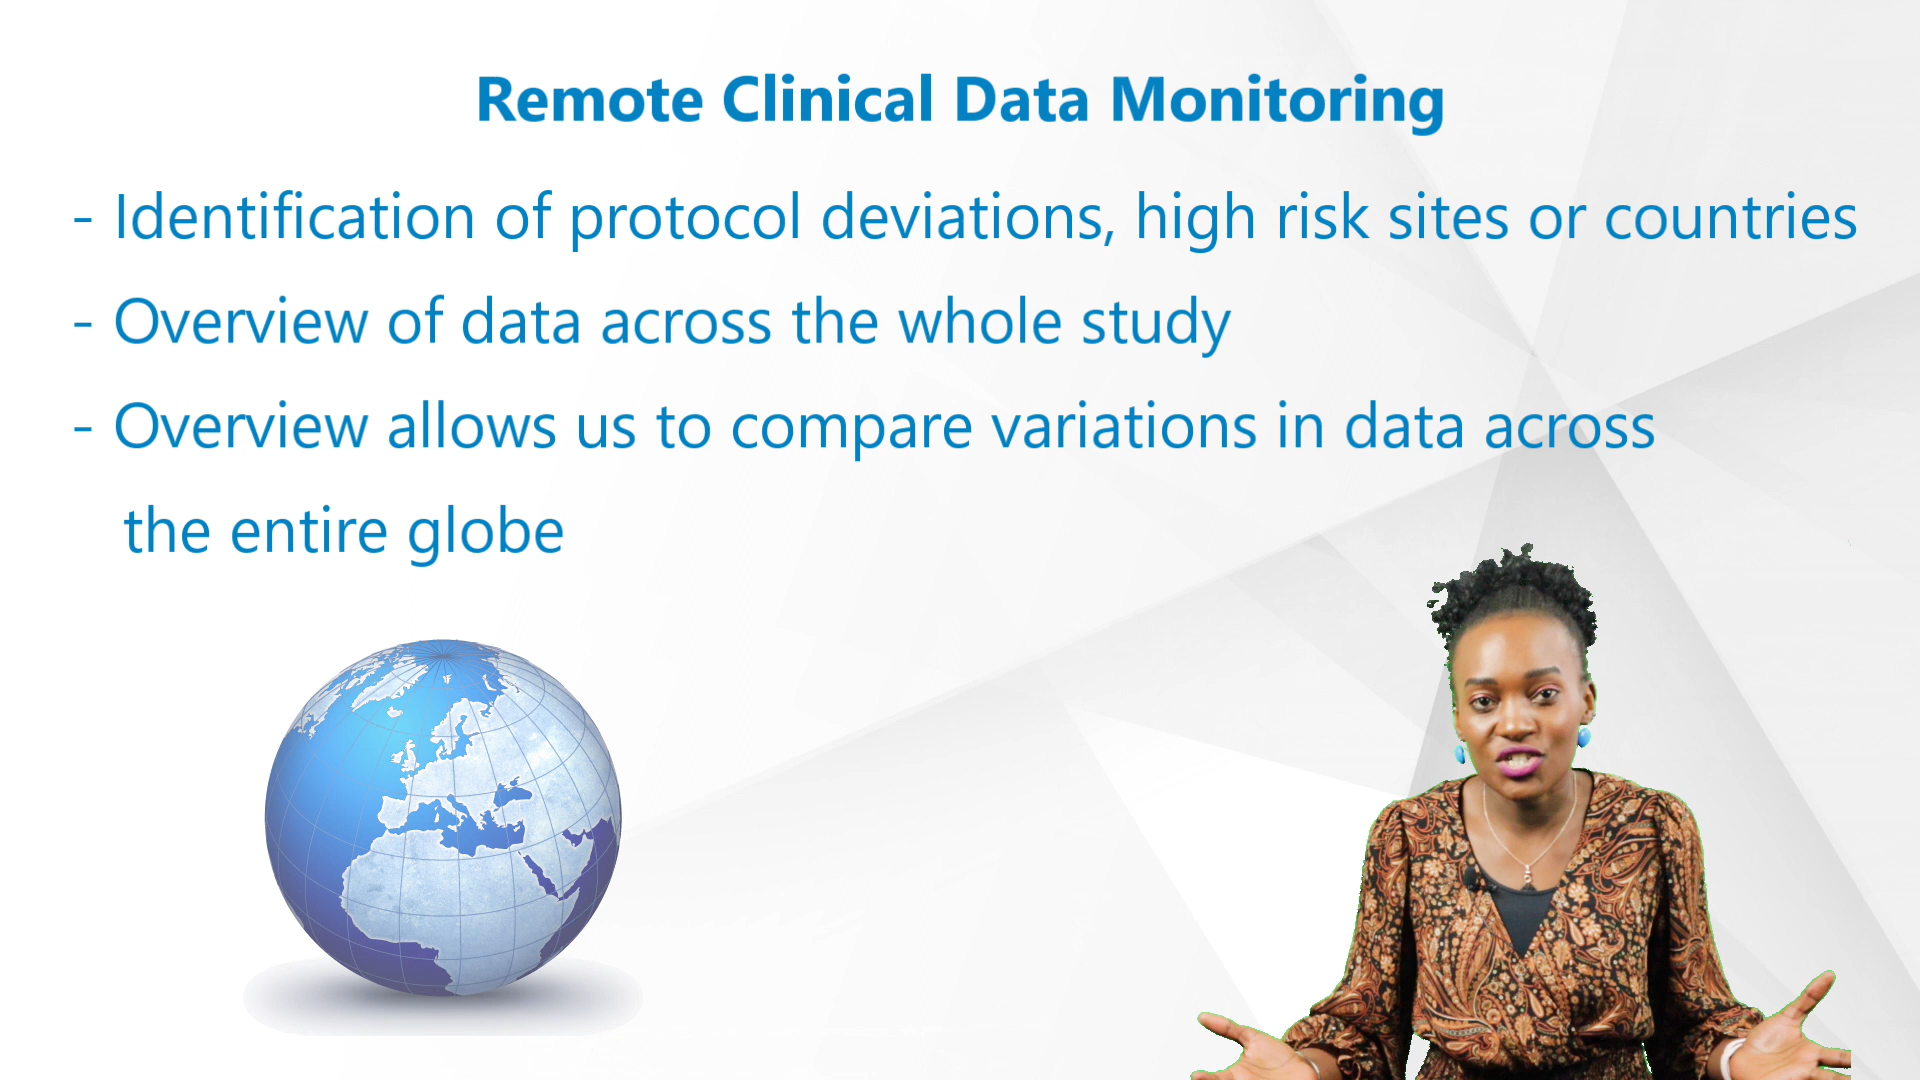 Remote Clinical Data Monitoring
- Identification of protocol deviations, high risk sites or countries
- Overview of data across the whole study
- Overview allows us to compare variations in data across
the entire globe